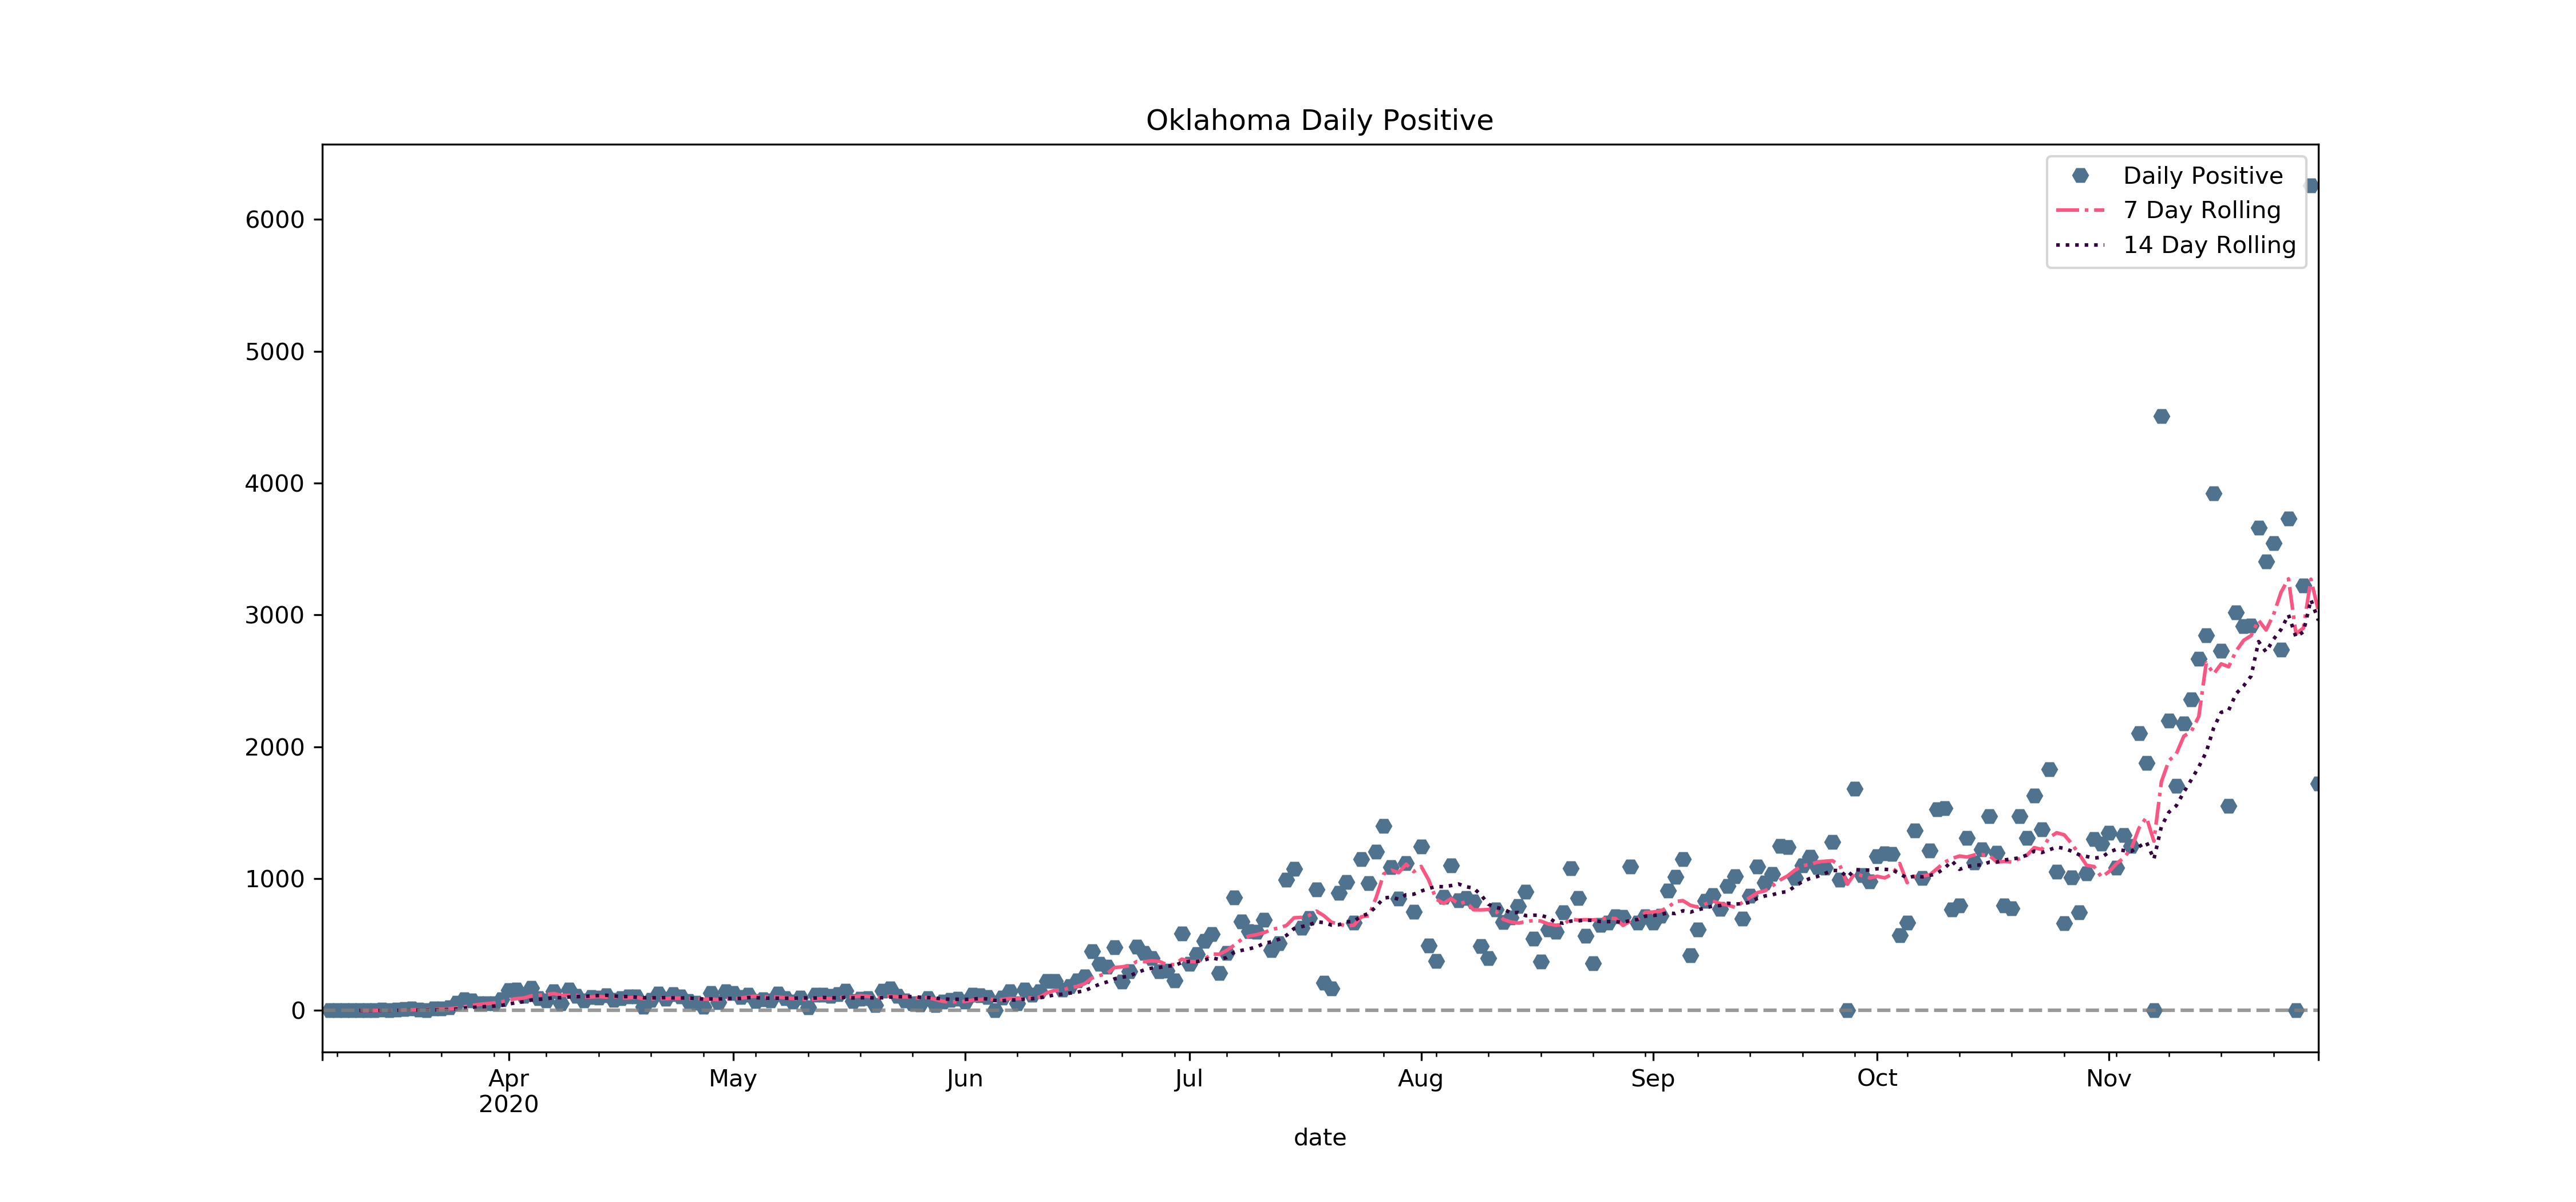 Oklahoma Daily Positive
Daily Positive
7 Day Rolling
14 Day Rolling
6000
5000
4000
3000
2000
1000
0
Apr
2020
May
Jun
Jul
Aug
Sep
Oct
Nov
date